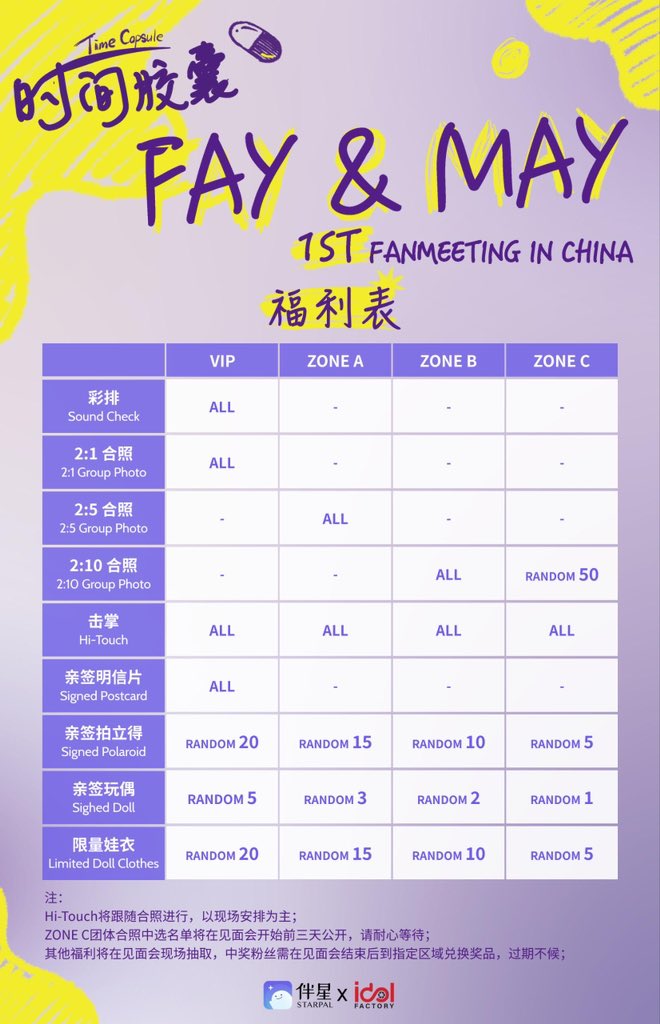 Time Capsule
时间胶囊
FAY & MAY
1ST FANMEETING IN CHINA
福利表
VIP ZONE A ZONE B ZONE C
彩排
Sound Check
ALL - - -
2:1 合照
2:1 Group Photo
ALL - - -
2:5 合照
2:5 Group Photo
- ALL - -
2:10 合照
2:10 Group Photo
- - ALL RANDOM 50
击掌
Hi-Touch
ALL ALL ALL ALL
亲签明信片
Signed Postcard
ALL - - -
亲签拍立得
Signed Polaroid
RANDOM 20 RANDOM 15 RANDOM 10 RANDOM 5
亲签玩偶
Sighed Doll
RANDOM 5 RANDOM 3 RANDOM 2 RANDOM 1
限量娃衣
Limited Doll Clothes
RANDOM 20 RANDOM 15 RANDOM 10 RANDOM 5
注：
Hi-Touch将跟随合照进行，以现场安排为主；
ZONE C团体合照中选名单将在见面会开始前三天公开，请耐心等待；
其他福利将在见面会现场抽取，中奖粉丝需在见面会结束后到指定区域兑换奖品，过期不候；
伴星 STARPAL X idol FACTORY